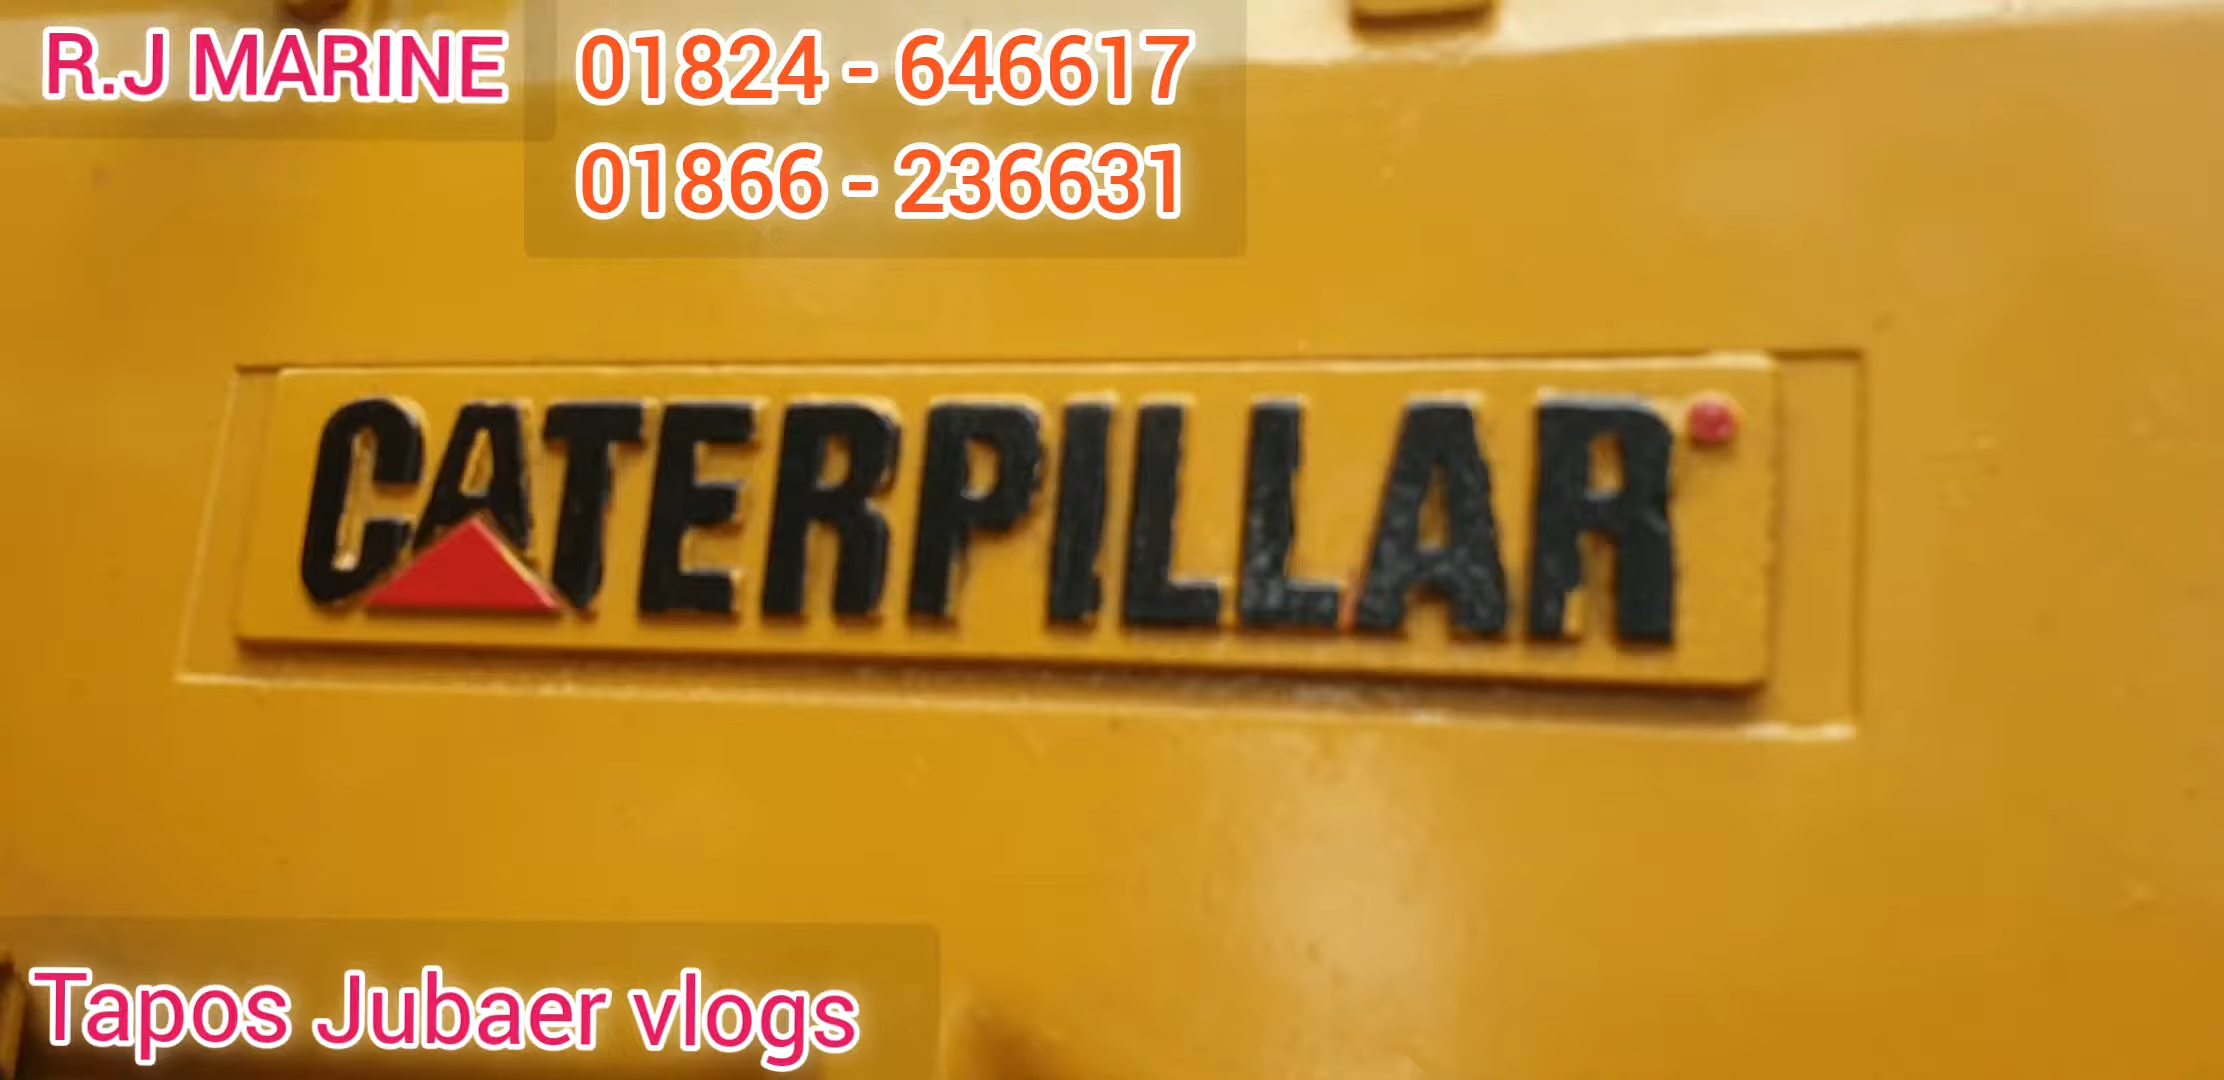 R.J MARINE
01824 - 646617
01866 - 236631
CATERPILLAR
Tapos Jubaer vlogs